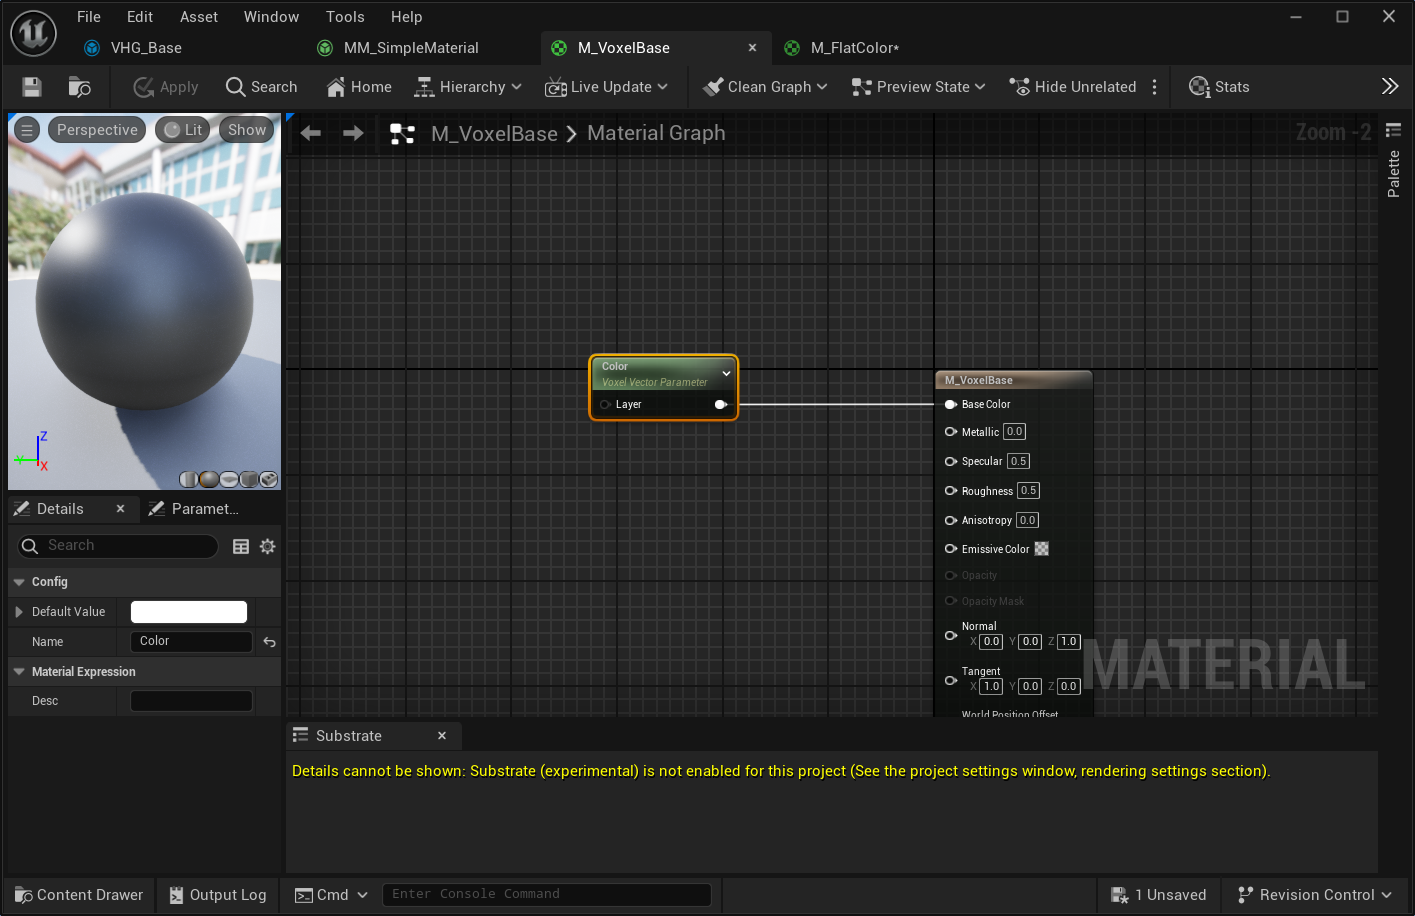 File Edit Asset Window Tools Help
VHG_Base MM_SimpleMaterial M_VoxelBase M_FlatColor*
Apply Search Home Hierarchy Live Update Clean Graph Preview State Hide Unrelated Stats
Perspective Lit Show
M_VoxelBase Material Graph Zoom -2
Palette
Color
Voxel Vector Parameter
Layer
M_VoxelBase
Base Color
Metallic 0.0
Specular 0.5
Roughness 0.5
Anisotropy 0.0
Emissive Color
Opacity
Opacity Mask
Normal
X 0.0 Y 0.0 Z 1.0
Tangent
X 1.0 Y 0.0 Z 0.0
World Position Offset
MATERIAL
Z
Y
X
Details Paramet...
Search
Config
Default Value
Name Color
Material Expression
Desc
Substrate
Details cannot be shown: Substrate (experimental) is not enabled for this project (See the project settings window, rendering settings section).
Content Drawer Output Log Cmd Enter Console Command 1 Unsaved Revision Control